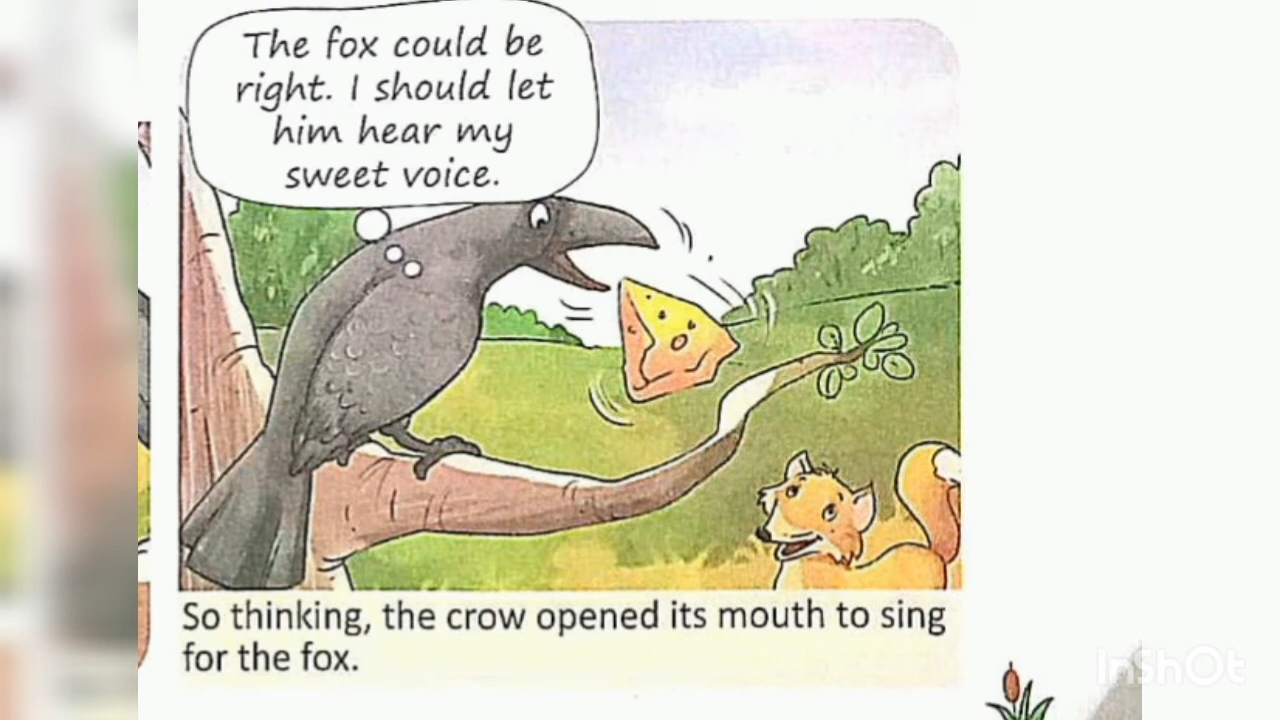 The fox could be
right. I should let
him hear my
sweet voice.
So thinking, the crow opened its mouth to sing
for the fox.
InShOt